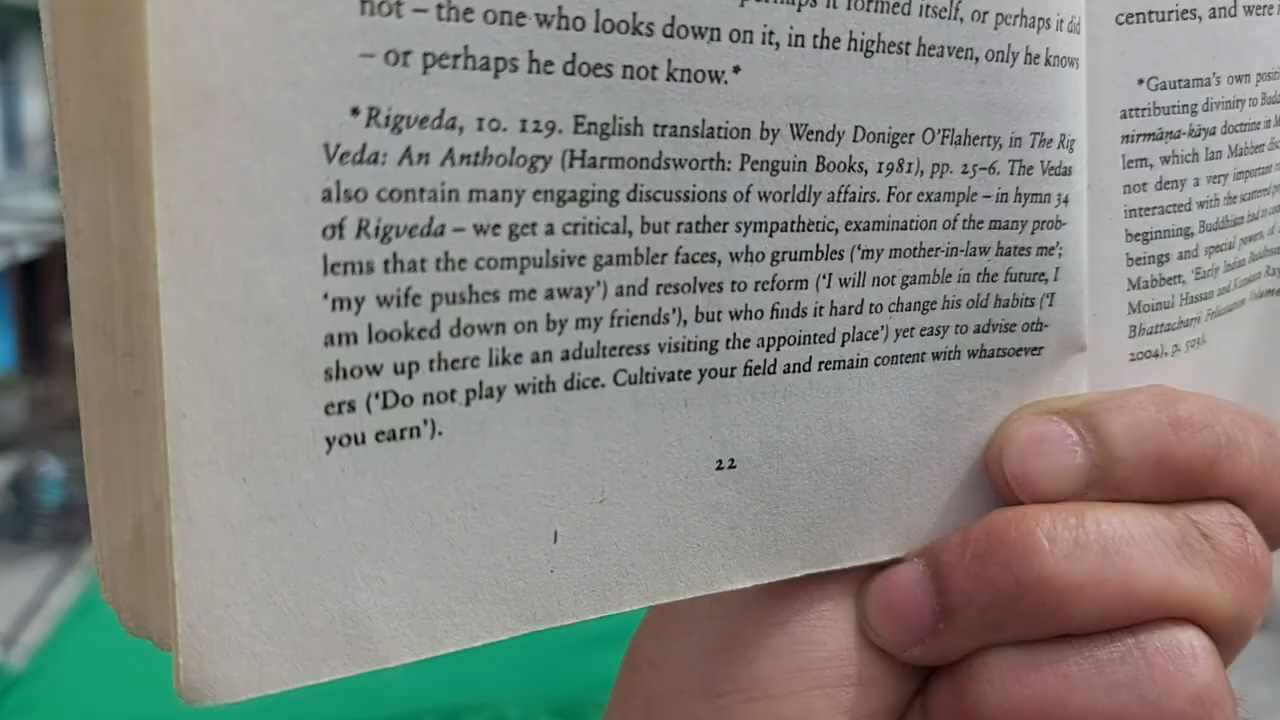 it formed itself, or perhaps it did
not – the one who looks down on it, in the highest heaven, only he knows
– or perhaps he does not know.*
*Rigveda, 10. 129. English translation by Wendy Doniger O'Flaherty, in The Rig
Veda: An Anthology (Harmondsworth: Penguin Books, 1981), pp. 25–6. The Vedas
also contain many engaging discussions of worldly affairs. For example – in hymn 34
of Rigveda – we get a critical, but rather sympathetic, examination of the many prob-
lems that the compulsive gambler faces, who grumbles ('my mother-in-law hates me';
'my wife pushes me away') and resolves to reform ('I will not gamble in the future, I
am looked down on by my friends'), but who finds it hard to change his old habits ('I
show up there like an adulteress visiting the appointed place') yet easy to advise oth-
ers ('Do not play with dice. Cultivate your field and remain content with whatsoever
you earn').
22
centuries, and were
*Gautama's own
attributing divinity to
nirmāṇa-kāya doctrine in
lem, which Ian Mabbett
not deny a very important
interacted with the scattered
beginning, Buddhism had to
beings and special powers, of
Mabbett, 'Early Indian
Moinul Hassan and
Bhattacharji Felicitation Volume
2004), p. 503.